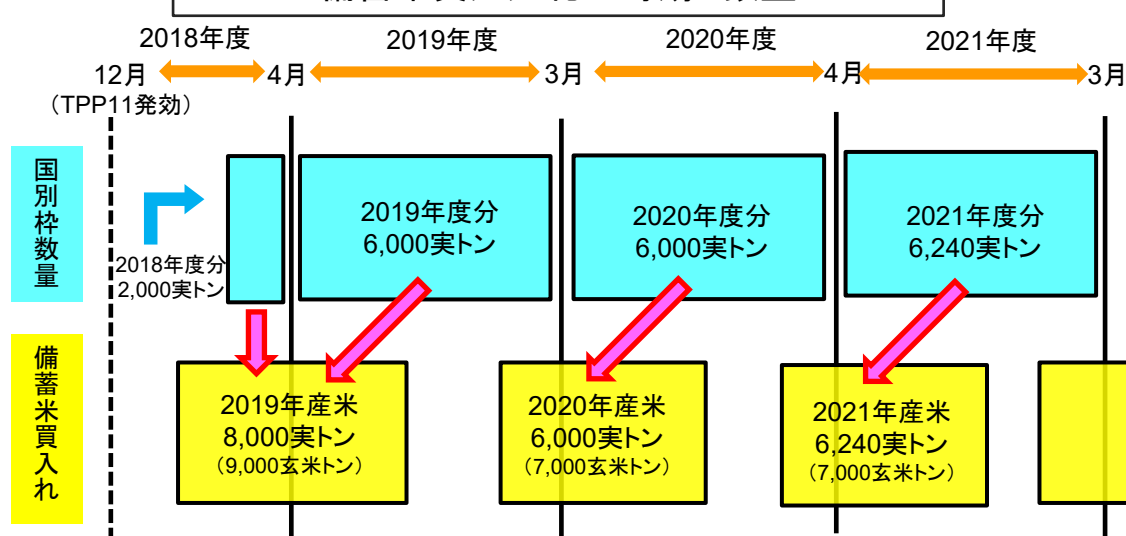 2018年度
2019年度
2020年度
2021年度
12月
4月
3月
4月
3月
（TPP11発効）
国別枠数量
2018年度分
2,000実トン
2019年度分
6,000実トン
2020年度分
6,000実トン
2021年度分
6,240実トン
備蓄米買入れ
2019年産米
8,000実トン
（9,000玄米トン）
2020年産米
6,000実トン
（7,000玄米トン）
2021年産米
6,240実トン
（7,000玄米トン）